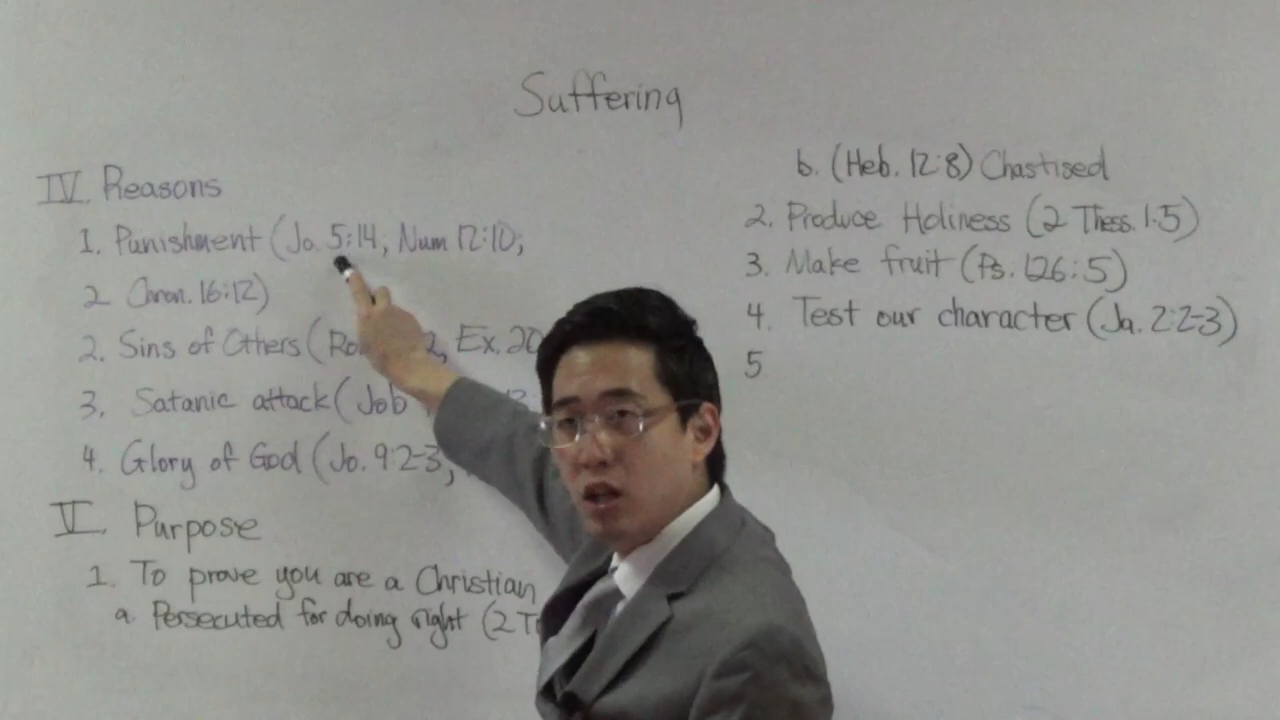 Suffering
IV. Reasons
1. Punishment (Jo. 5:14, Num 12:10;
2 Chron. 16:12)
2. Sins of Others (Ro 2, Ex. 20
3. Satanic attack (Job
4. Glory of God (Jo. 9:2-3,
V. Purpose
1. To prove you are a Christian
a. Persecuted for doing right (2 T
b. (Heb. 12:8) Chastised
2. Produce Holiness (2 Thess. 1:5)
3. Make fruit (Ps. 126:5)
4. Test our character (Ja. 2:2-3)
5